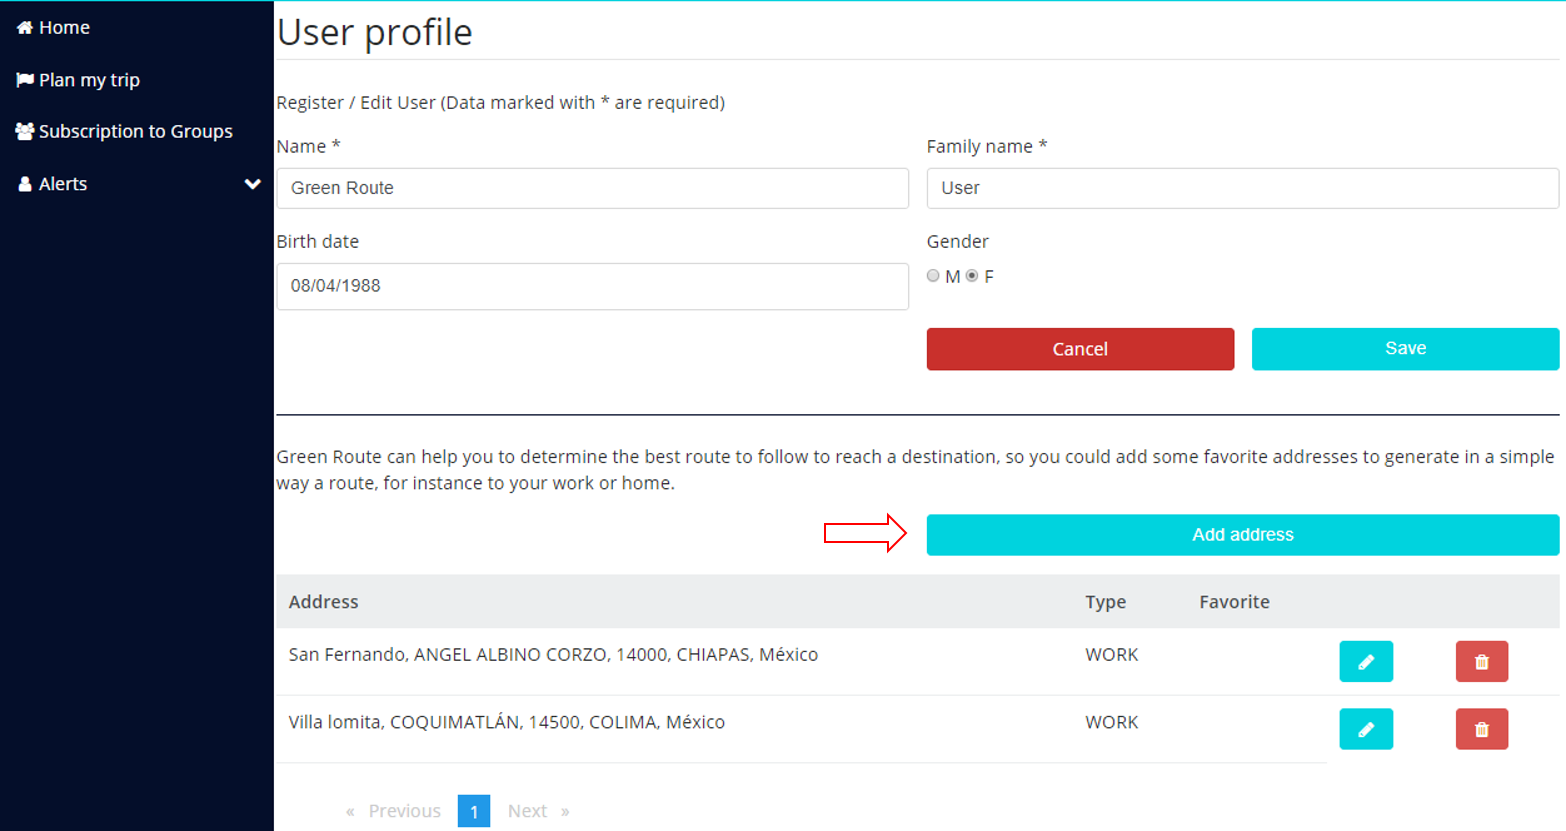 Home
Plan my trip
Subscription to Groups
Alerts
User profile
Register / Edit User (Data marked with * are required)
Name *
Family name *
Green Route
User
Birth date
Gender
08/04/1988
M F
Cancel
Save
Green Route can help you to determine the best route to follow to reach a destination, so you could add some favorite addresses to generate in a simple
way a route, for instance to your work or home.
Add address
Address Type Favorite
San Fernando, ANGEL ALBINO CORZO, 14000, CHIAPAS, México WORK
Villa lomita, COQUIMATLÁN, 14500, COLIMA, México WORK
« Previous 1 Next »